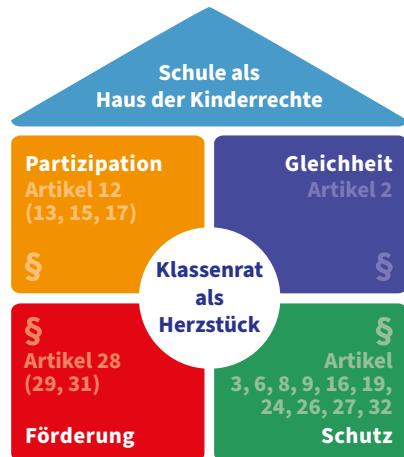 Schule als
Haus der Kinderrechte
Partizipation
Artikel 12
(13, 15, 17)
§
Gleichheit
Artikel 2
§
Klassenrat
als
Herzstück
§
Artikel 28
(29, 31)
Förderung
§
Artikel
3, 6, 8, 9, 16, 19,
24, 26, 27, 32
Schutz